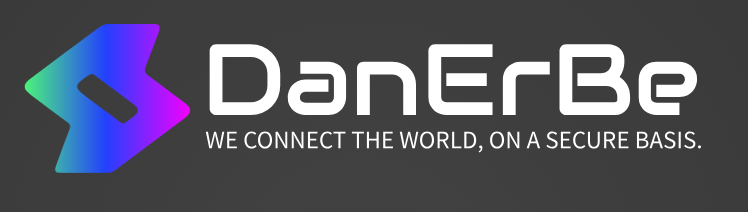 DanErBe
WE CONNECT THE WORLD, ON A SECURE BASIS.